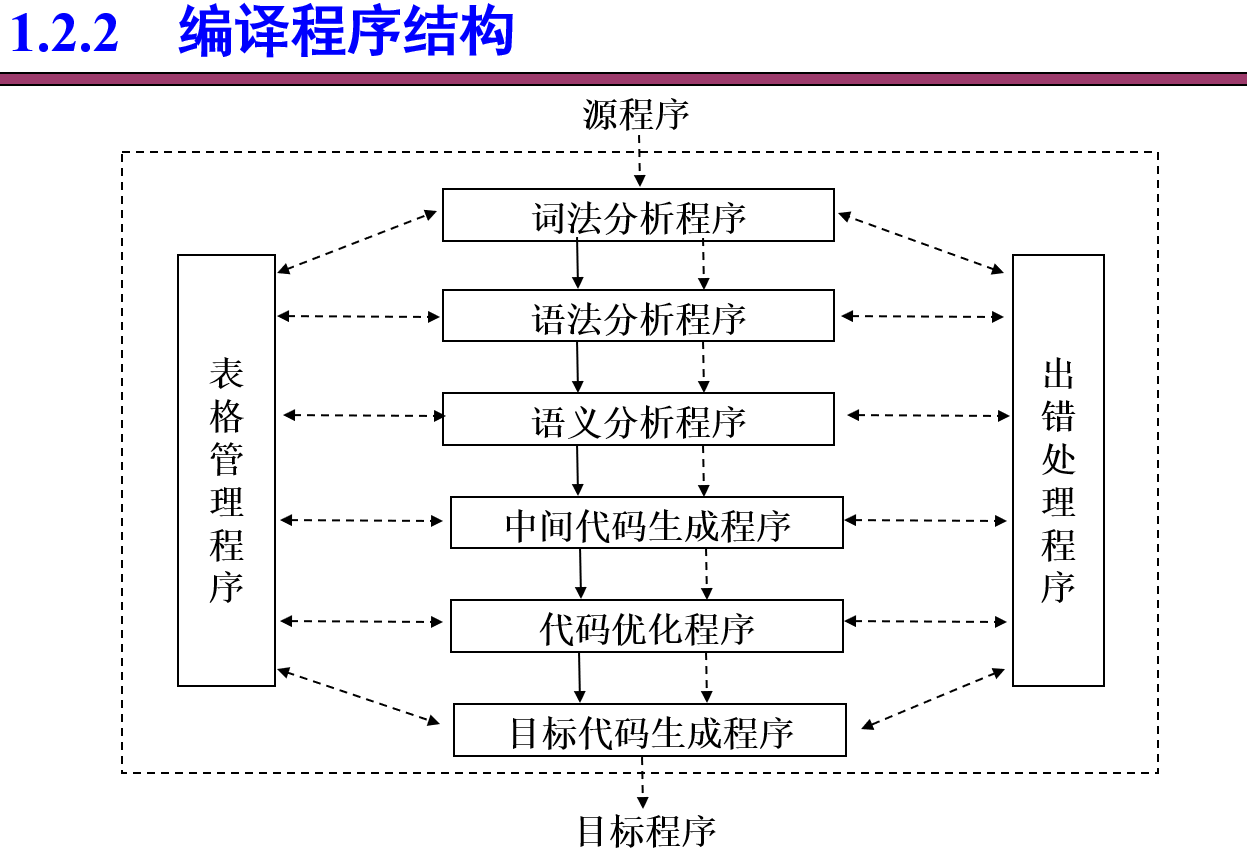 1.2.2 编译程序结构
源程序
词法分析程序
语法分析程序
语义分析程序
中间代码生成程序
代码优化程序
目标代码生成程序
表格管理程序
出错处理程序
目标程序